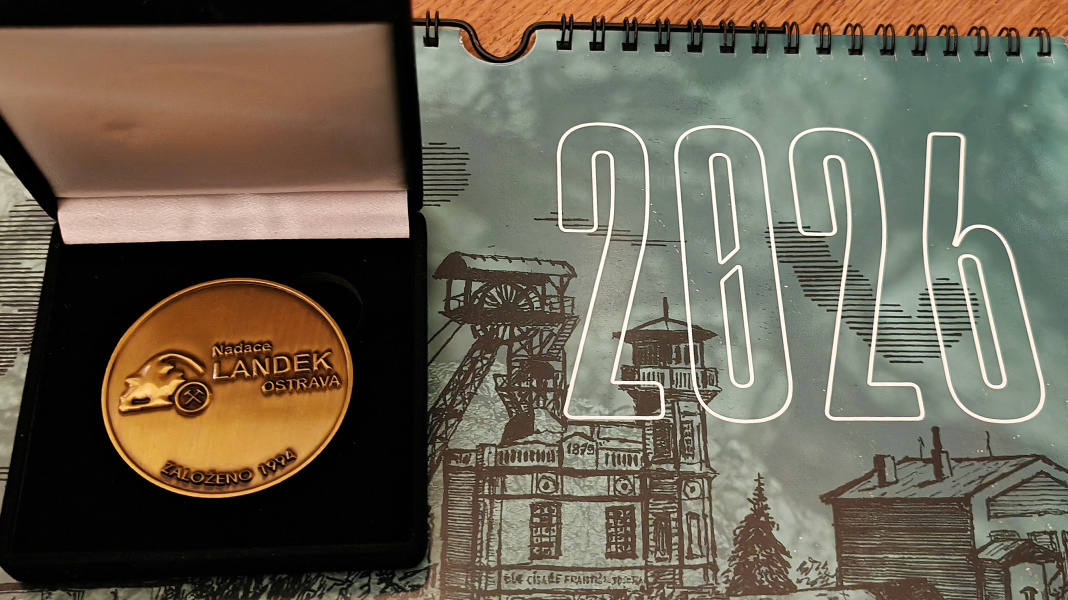 Nadace
LANDEK
OSTRAVA
ZALOŽENO 1994
2026
1879